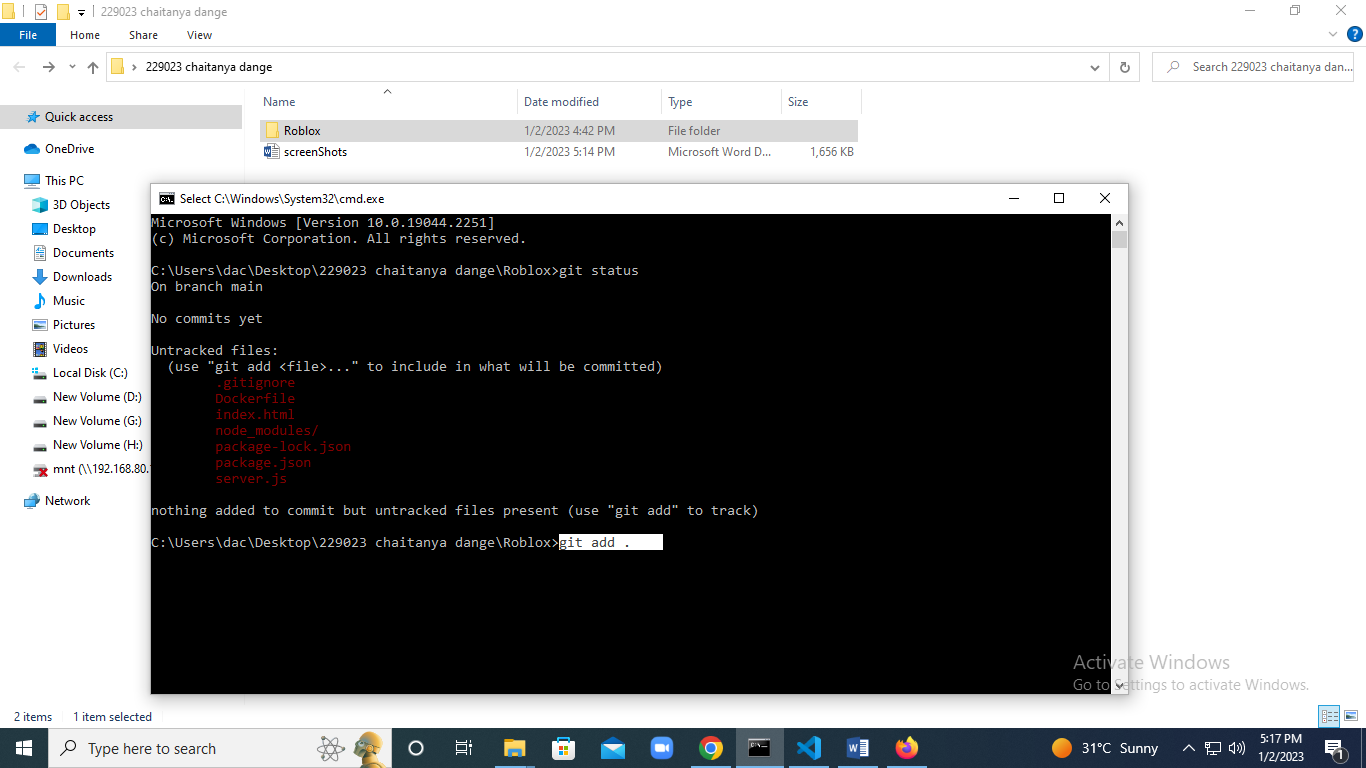 229023 chaitanya dange
File Home Share View
229023 chaitanya dange
Search 229023 chaitanya dan...
Name Date modified Type Size
Quick access
Roblox 1/2/2023 4:42 PM File folder
screenShots 1/2/2023 5:14 PM Microsoft Word D... 1,656 KB
OneDrive
This PC
3D Objects
Desktop
Documents
Downloads
Music
Pictures
Videos
Local Disk (C:)
New Volume (D:)
New Volume (G:)
New Volume (H:)
mnt (\\192.168.80.
Network
Select C:\Windows\System32\cmd.exe
Microsoft Windows [Version 10.0.19044.2251]
(c) Microsoft Corporation. All rights reserved.
C:\Users\dac\Desktop\229023 chaitanya dange\Roblox>git status
On branch main
No commits yet
Untracked files:
(use "git add <file>..." to include in what will be committed)
.gitignore
Dockerfile
index.html
node_modules/
package-lock.json
package.json
server.js
nothing added to commit but untracked files present (use "git add" to track)
C:\Users\dac\Desktop\229023 chaitanya dange\Roblox>git add .
Activate Windows
Go to Settings to activate Windows.
2 items 1 item selected
Type here to search
31°C Sunny
5:17 PM
1/2/2023
1